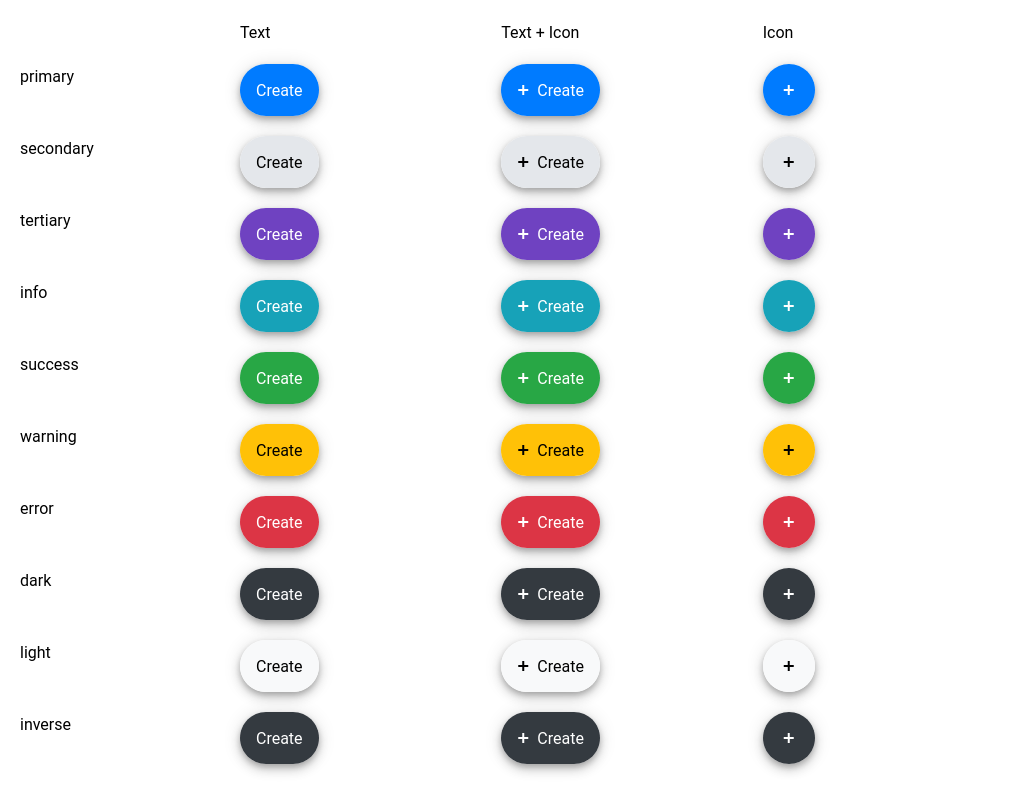 Text Text + Icon Icon
primary Create + Create +
secondary Create + Create +
tertiary Create + Create +
info Create + Create +
success Create + Create +
warning Create + Create +
error Create + Create +
dark Create + Create +
light Create + Create +
inverse Create + Create +